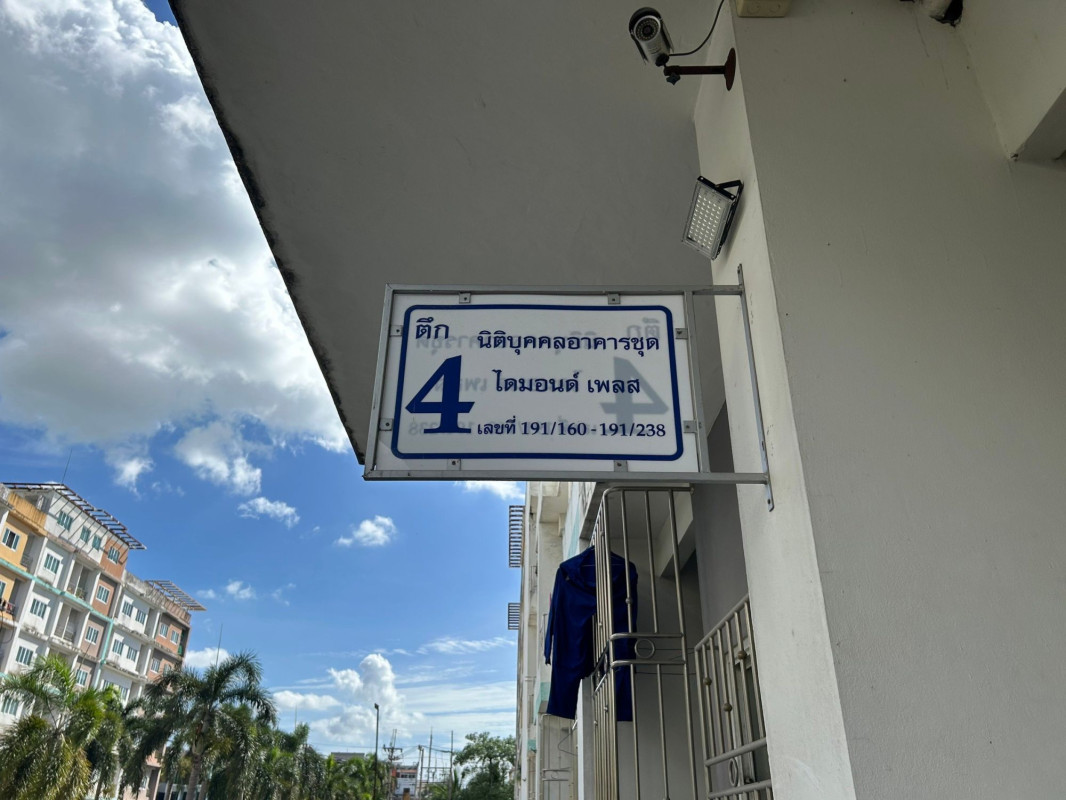 ตึก
4
นิติบุคคลอาคารชุด
ไดมอนด์ เพลส
เลขที่ 191/160 - 191/238